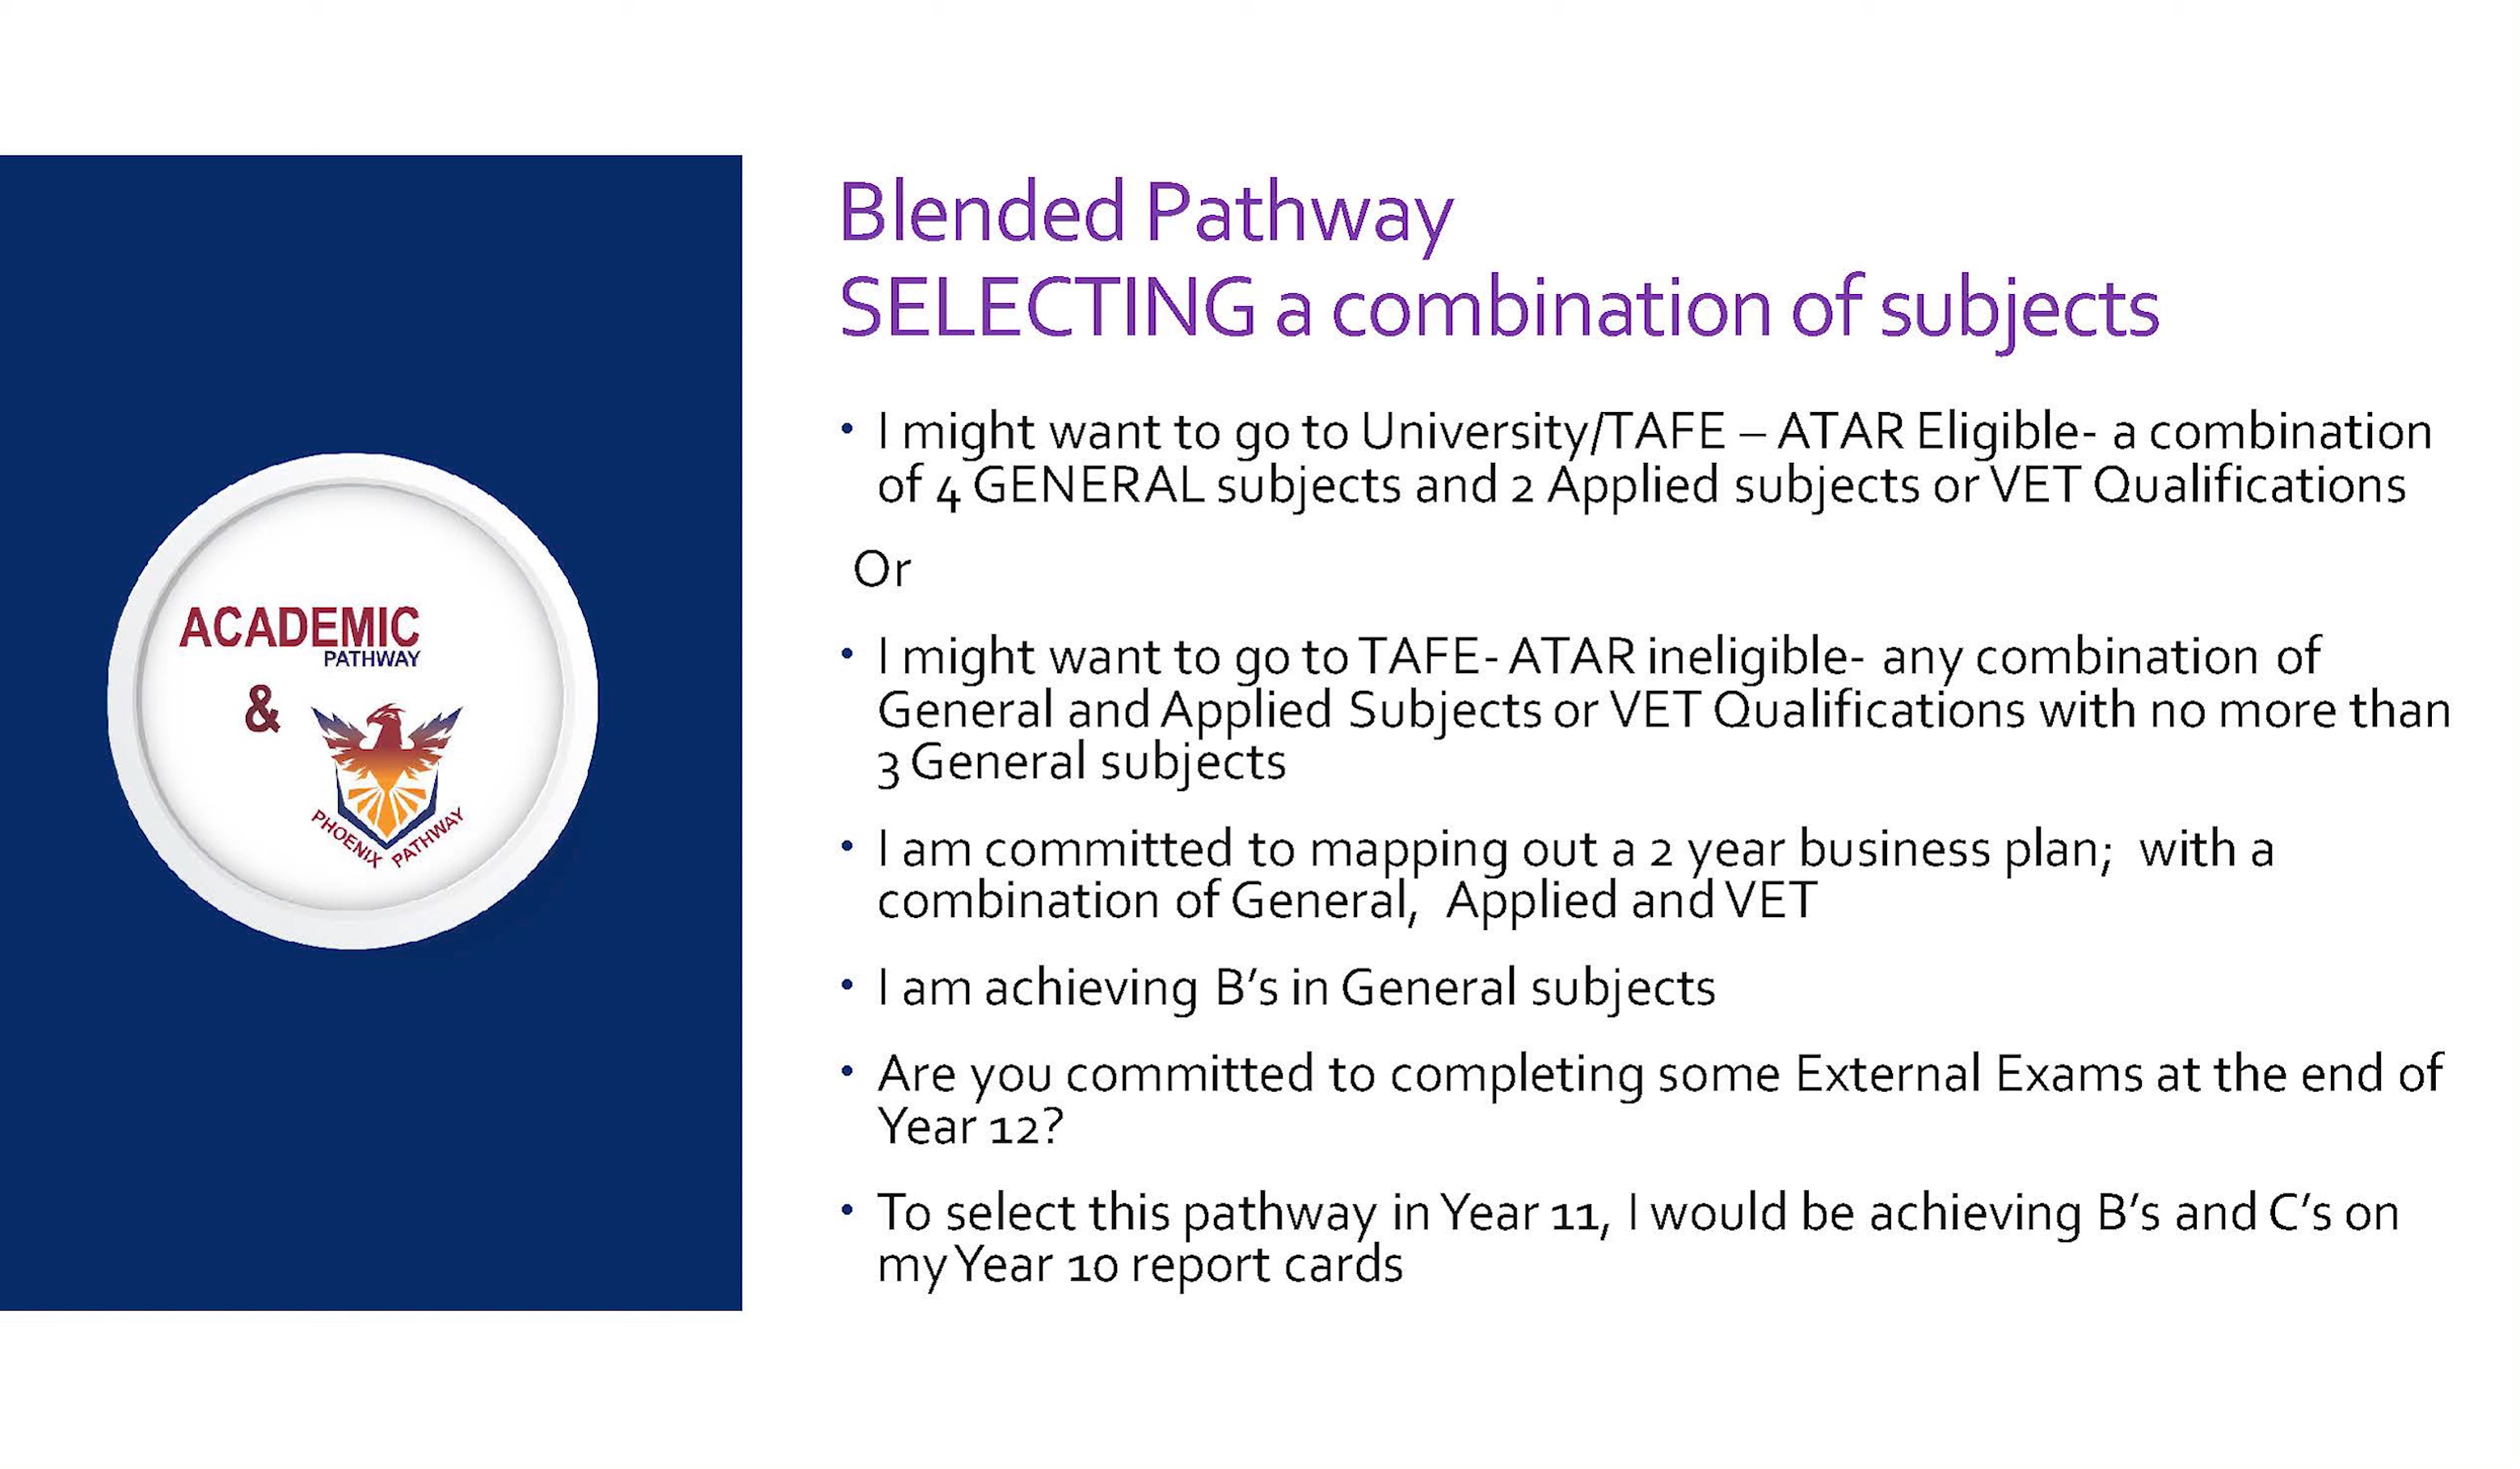 Blended Pathway
SELECTING a combination of subjects
• I might want to go to University/TAFE – ATAR Eligible- a combination
of 4 GENERAL subjects and 2 Applied subjects or VET Qualifications
Or
• I might want to go to TAFE- ATAR ineligible- any combination of
General and Applied Subjects or VET Qualifications with no more than
3 General subjects
• I am committed to mapping out a 2 year business plan; with a
combination of General, Applied and VET
• I am achieving B’s in General subjects
• Are you committed to completing some External Exams at the end of
Year 12?
• To select this pathway in Year 11, I would be achieving B’s and C’s on
my Year 10 report cards
ACADEMIC
PATHWAY
&
PHOENIX PATHWAY